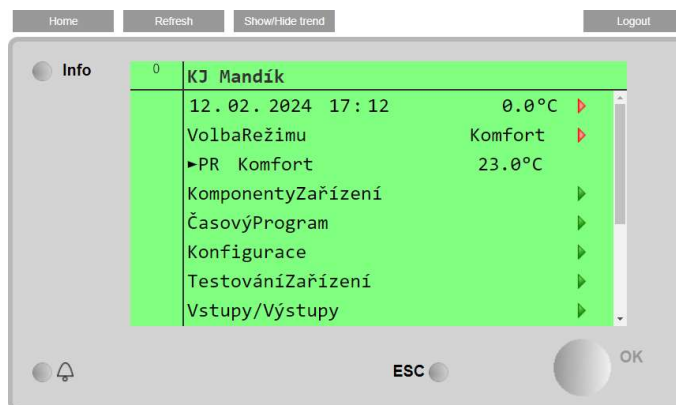 Home Refresh Show/Hide trend Logout
Info
0 KJ Mandík
12.02.2024 17:12 0.0°C
VolbaRežimu Komfort
►PR Komfort 23.0°C
KomponentyZařízení
ČasovýProgram
Konfigurace
TestováníZařízení
Vstupy/Výstupy
ESC OK